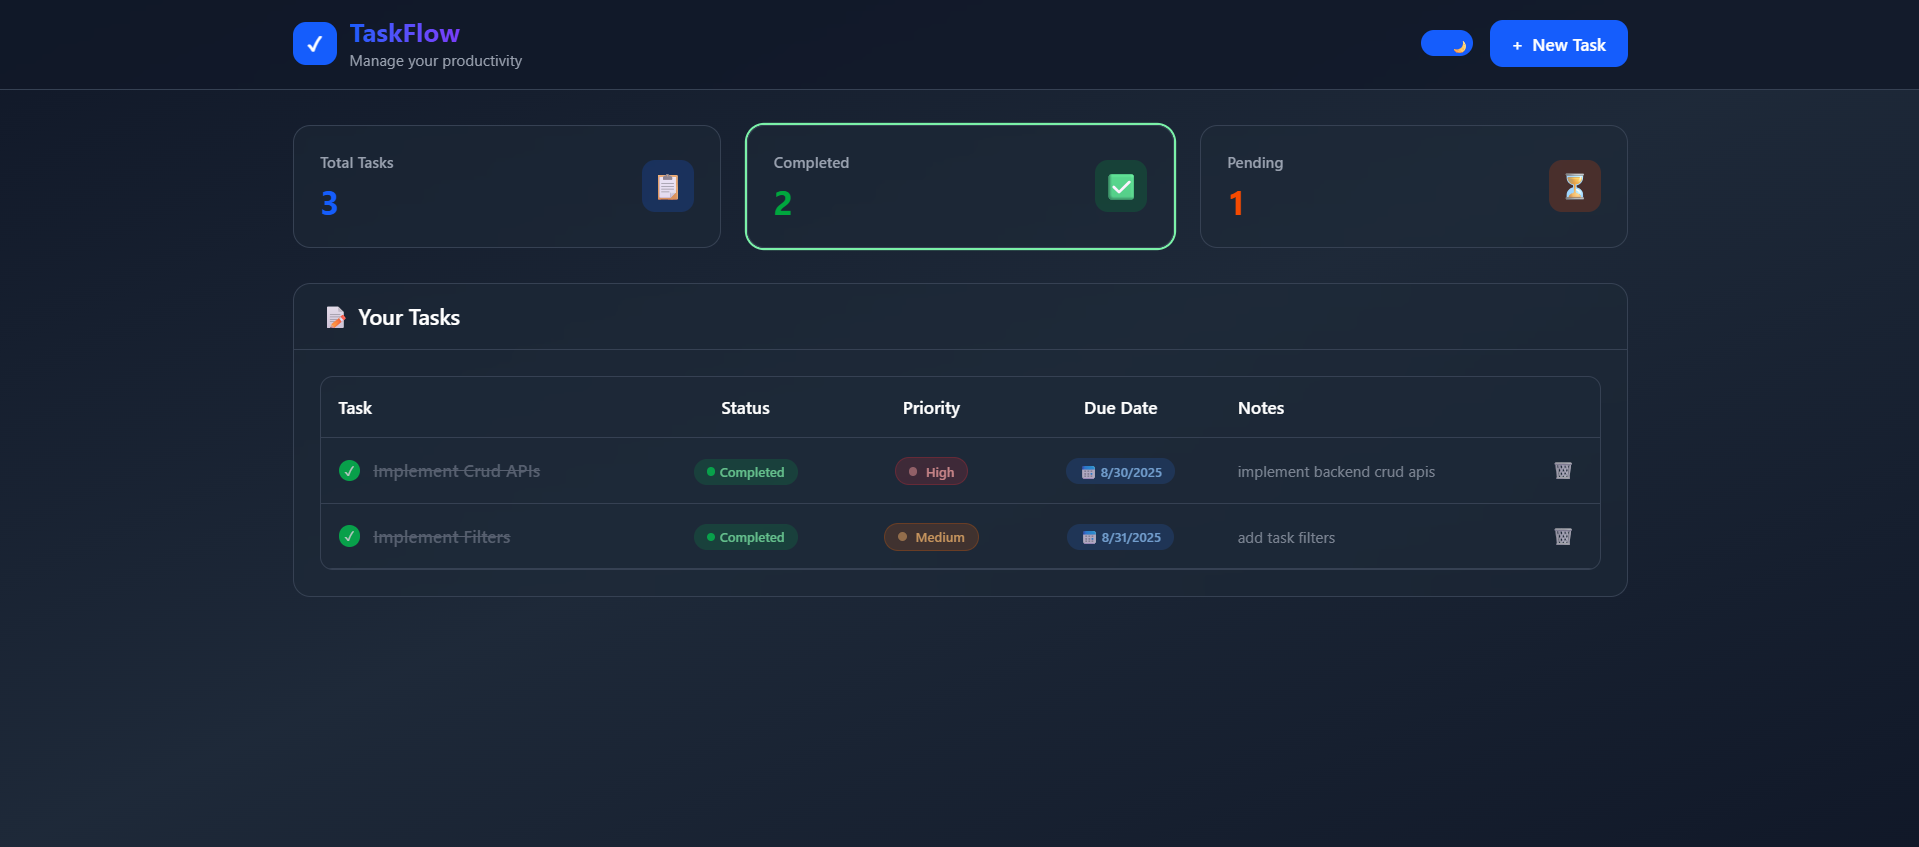 TaskFlow
Manage your productivity
+ New Task
Total Tasks
3
Completed
2
Pending
1
Your Tasks
Task Status Priority Due Date Notes
Implement Crud APIs Completed High 8/30/2025 implement backend crud apis
Implement Filters Completed Medium 8/31/2025 add task filters